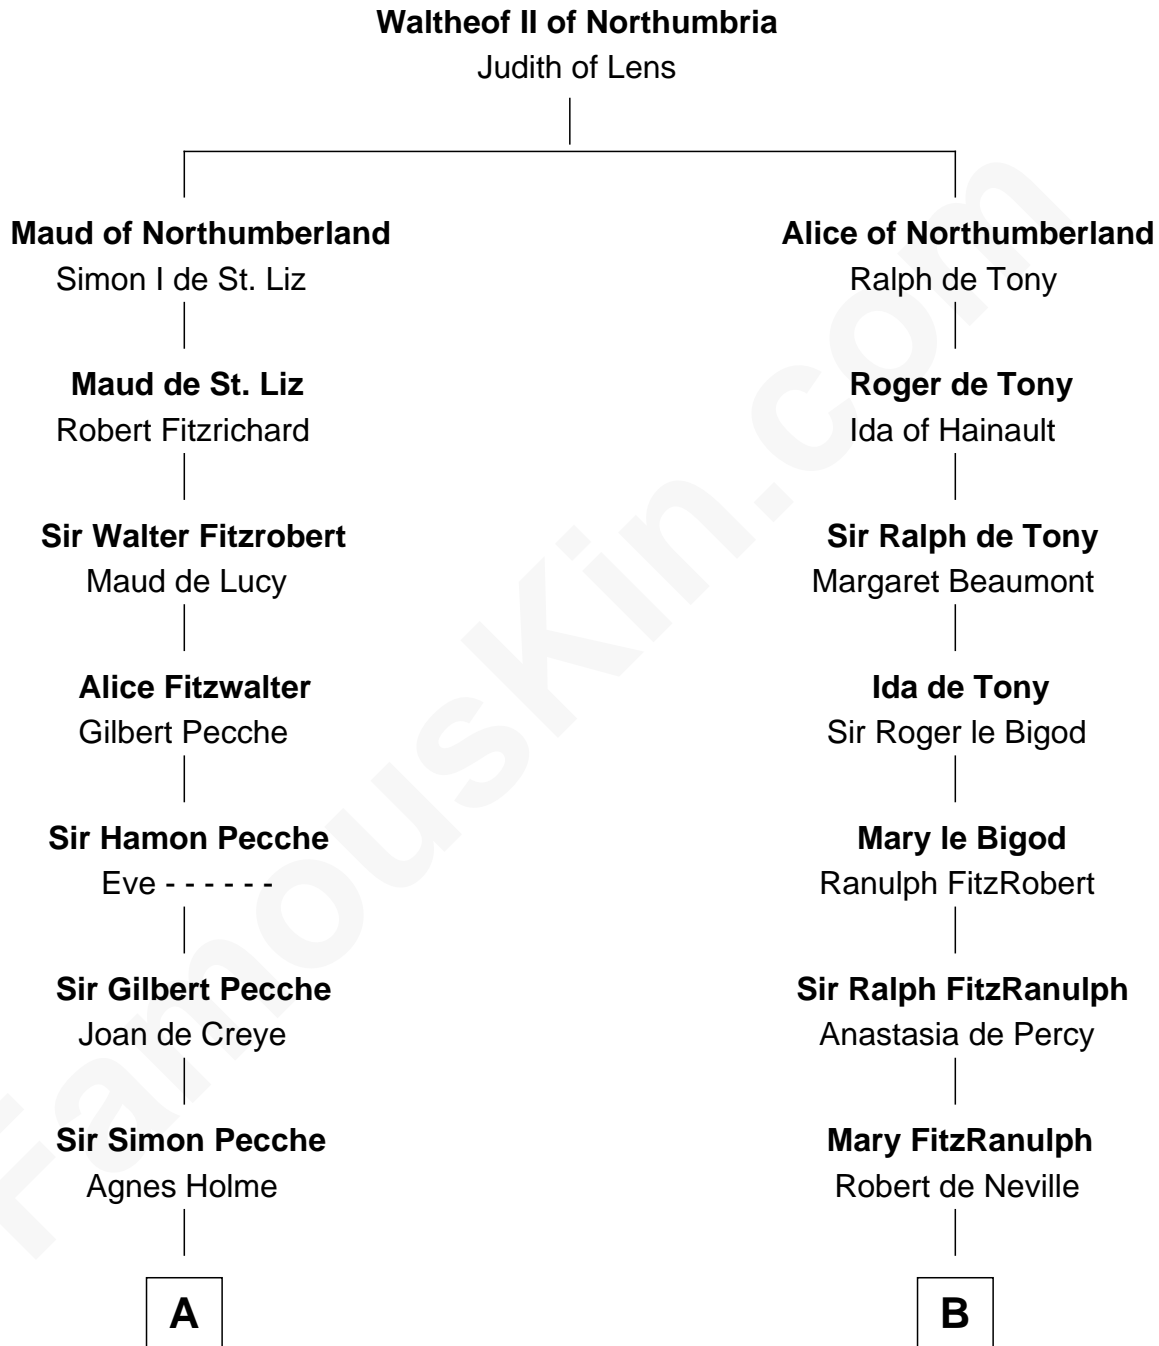 Waltheof II of Northumbria
Judith of Lens
Maud of Northumberland
Simon I de St. Liz
Maud de St. Liz
Robert Fitzrichard
Sir Walter Fitzrobert
Maud de Lucy
Alice Fitzwalter
Gilbert Pecche
Sir Hamon Pecche
Eve - - - - - -
Sir Gilbert Pecche
Joan de Creye
Sir Simon Pecche
Agnes Holme
A
Alice of Northumberland
Ralph de Tony
Roger de Tony
Ida of Hainault
Sir Ralph de Tony
Margaret Beaumont
Ida de Tony
Sir Roger le Bigod
Mary le Bigod
Ranulph FitzRobert
Sir Ralph FitzRanulph
Anastasia de Percy
Mary FitzRanulph
Robert de Neville
B
FamousKin.com